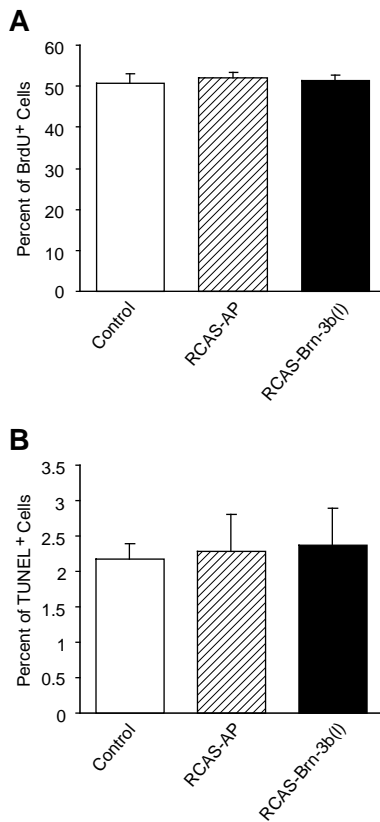 A
Percent of BrdU+ Cells
60
50
40
30
20
10
0
Control
RCAS-AP
RCAS-Brn-3b(l)
B
Percent of TUNEL + Cells
3.5
3
2.5
2
1.5
1
0.5
0
Control
RCAS-AP
RCAS-Brn-3b(l)